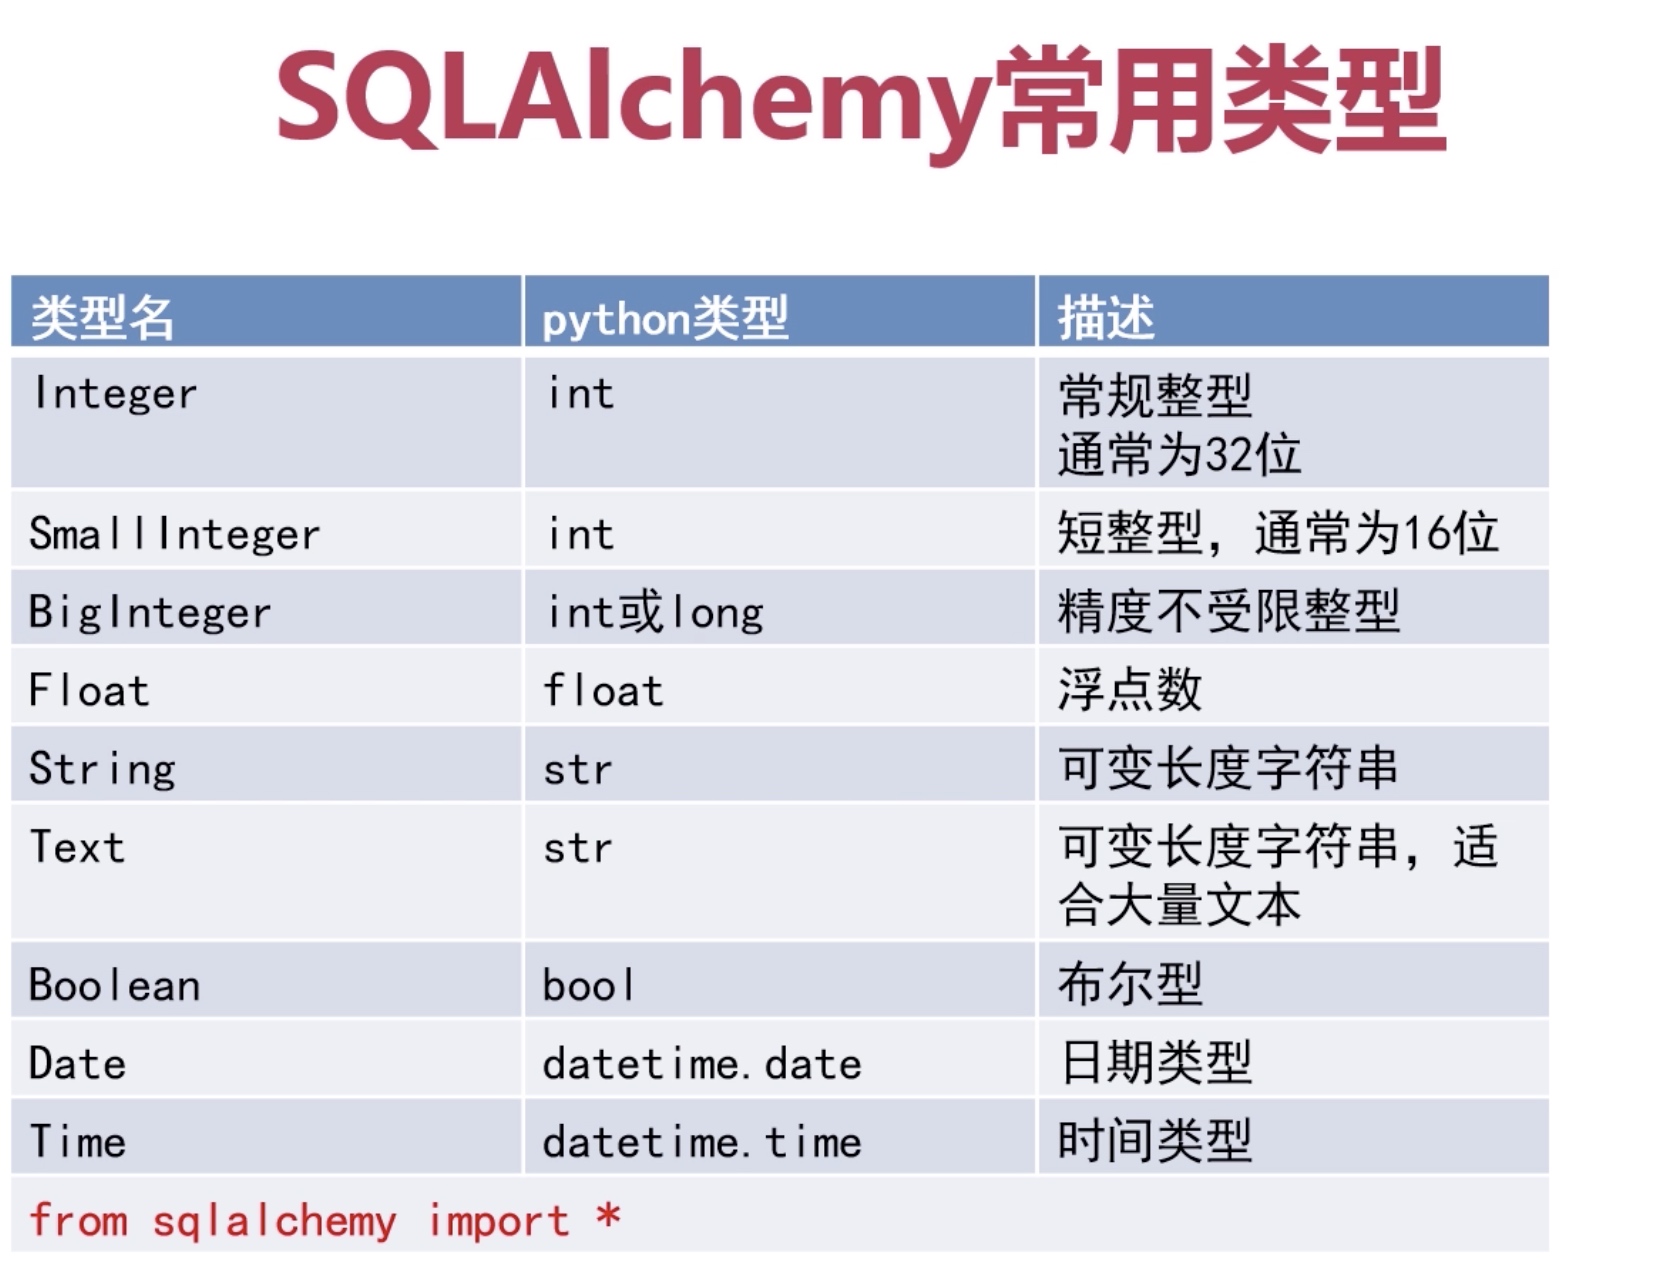 SQLAlchemy常用类型
类型名 python类型 描述
Integer int 常规整型
通常为32位
SmallInteger int 短整型，通常为16位
BigInteger int或long 精度不受限整型
Float float 浮点数
String str 可变长度字符串
Text str 可变长度字符串，适
合大量文本
Boolean bool 布尔型
Date datetime.date 日期类型
Time datetime.time 时间类型
from sqlalchemy import *